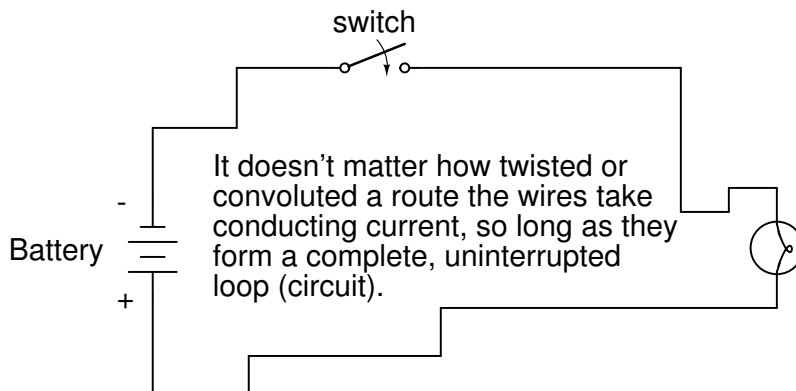 switch
It doesn't matter how twisted or
convoluted a route the wires take
-
conducting current, so long as they
Battery
form a complete, uninterrupted
loop (circuit).
+